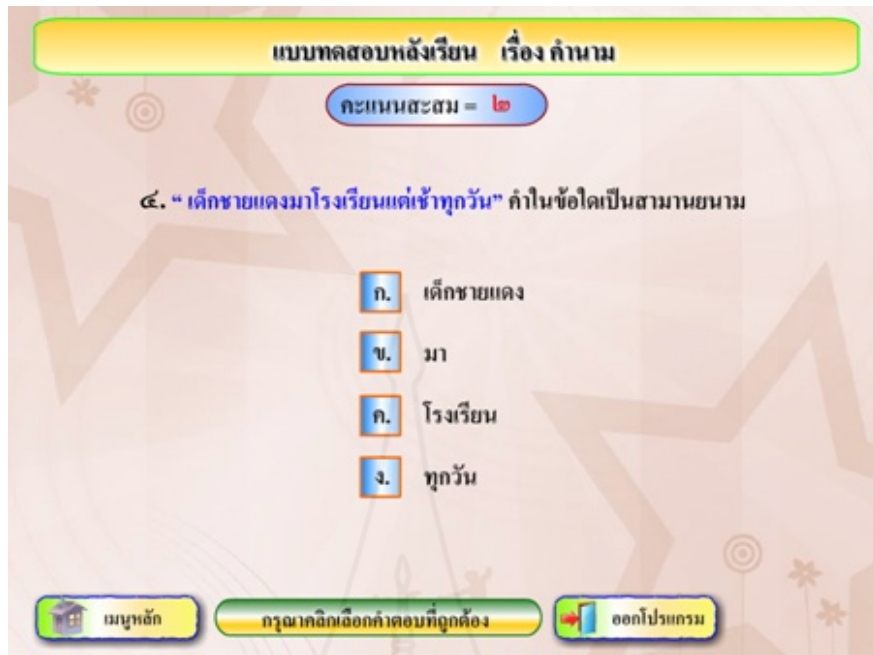 แบบทดสอบหลังเรียน เรื่อง คำนาม
คะแนนสะสม = ๒
๔. “ เด็กชายแดงมาโรงเรียนแต่เช้าทุกวัน” คำในข้อใดเป็นสามานยนาม
ก. เด็กชายแดง
ข. มา
ค. โรงเรียน
ง. ทุกวัน
เมนูหลัก กรุณาคลิกเลือกคำตอบที่ถูกต้อง ออกโปรแกรม